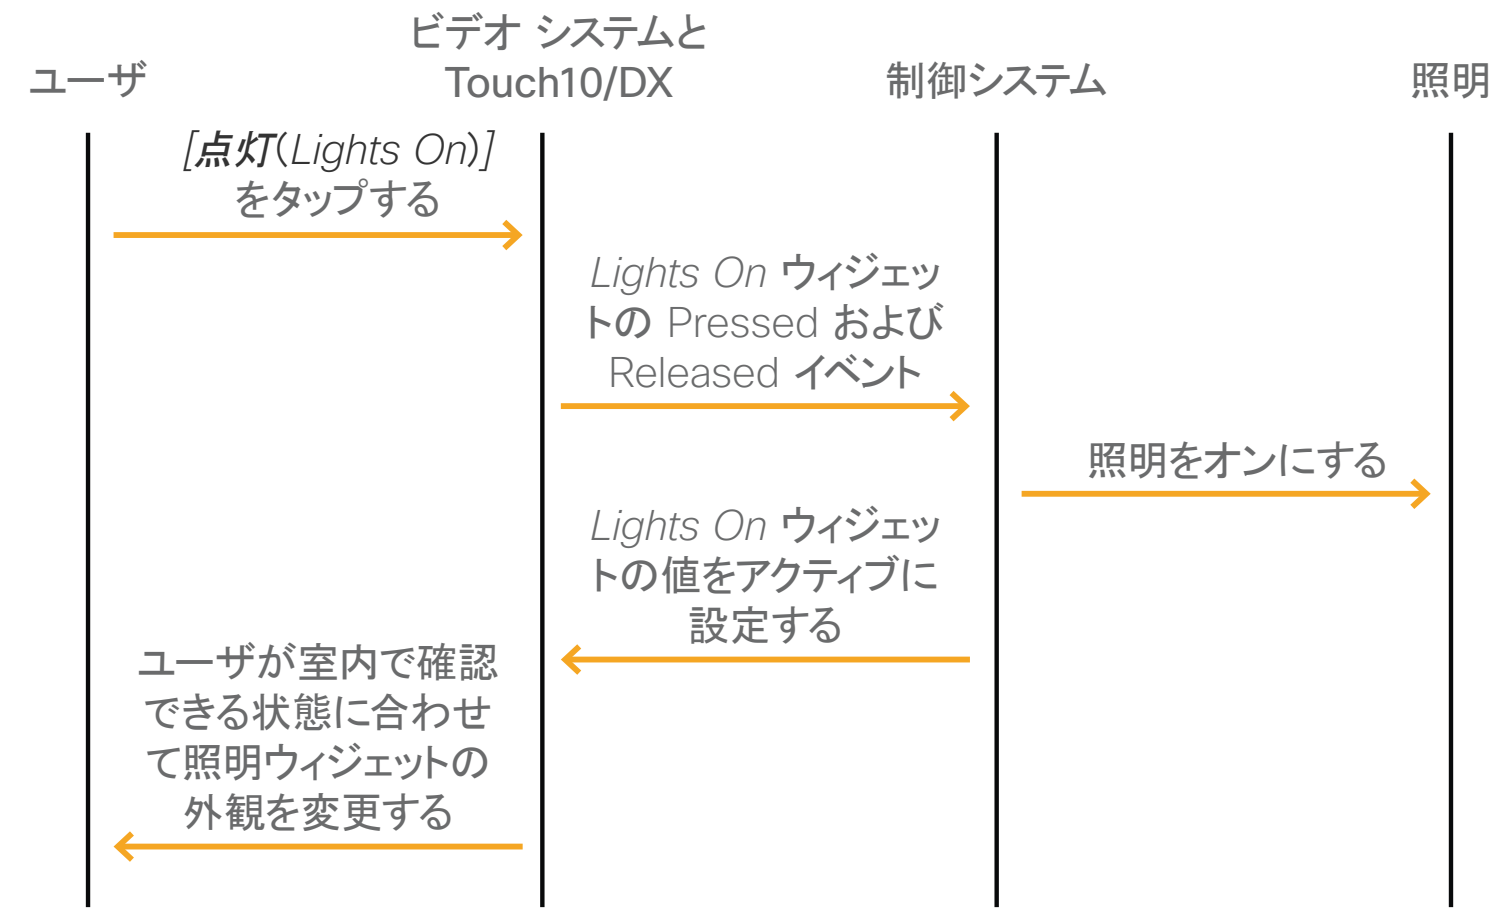 ユーザ
ビデオ システムと
Touch10/DX
制御システム
照明
[点灯(Lights On)]
をタップする
Lights On ウィジェッ
トの Pressed および
Released イベント
照明をオンにする
Lights On ウィジェッ
トの値をアクティブに
設定する
ユーザが室内で確認
できる状態に合わせ
て照明ウィジェットの
外観を変更する